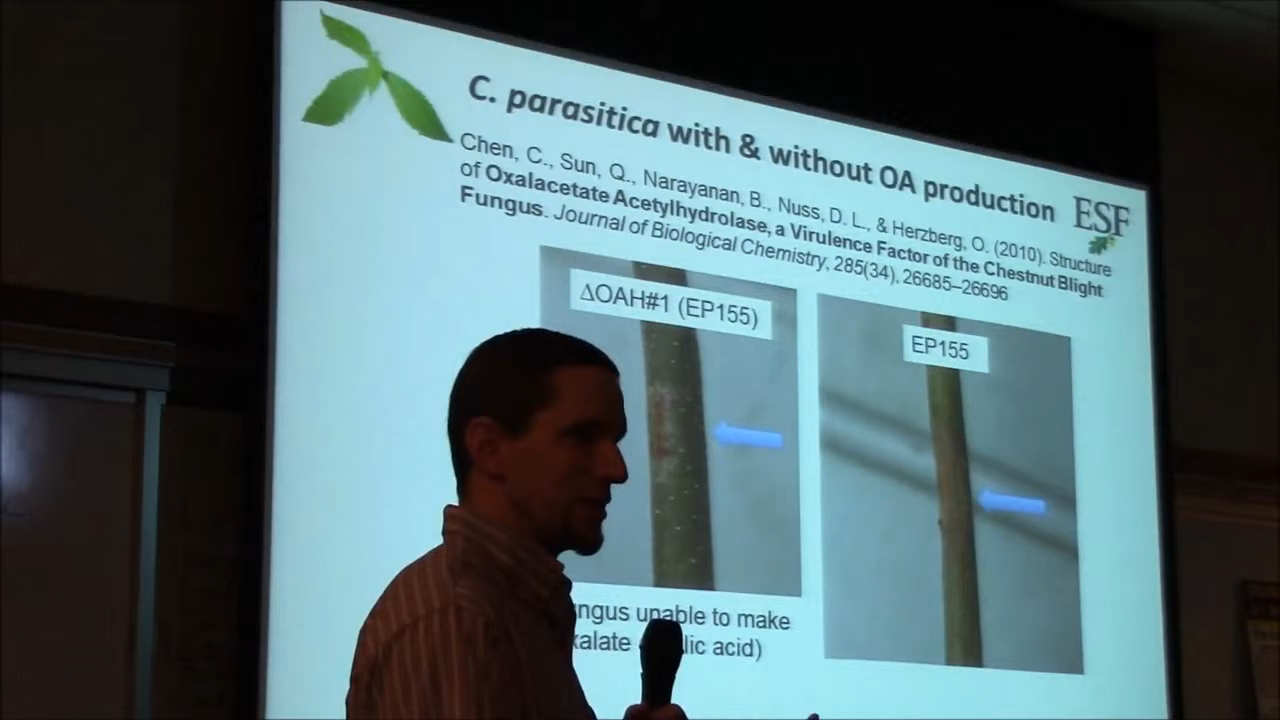 C. parasitica with & without OA production
Chen, C., Sun, Q., Narayanan, B., Nuss, D. L., & Herzberg, O. (2010). Structure
of Oxalacetate Acetylhydrolase, a Virulence Factor of the Chestnut Blight
Fungus. Journal of Biological Chemistry, 285(34), 26685–26696
ESF
ΔOAH#1 (EP155)
EP155
ngus unable to make
xalate lic acid)